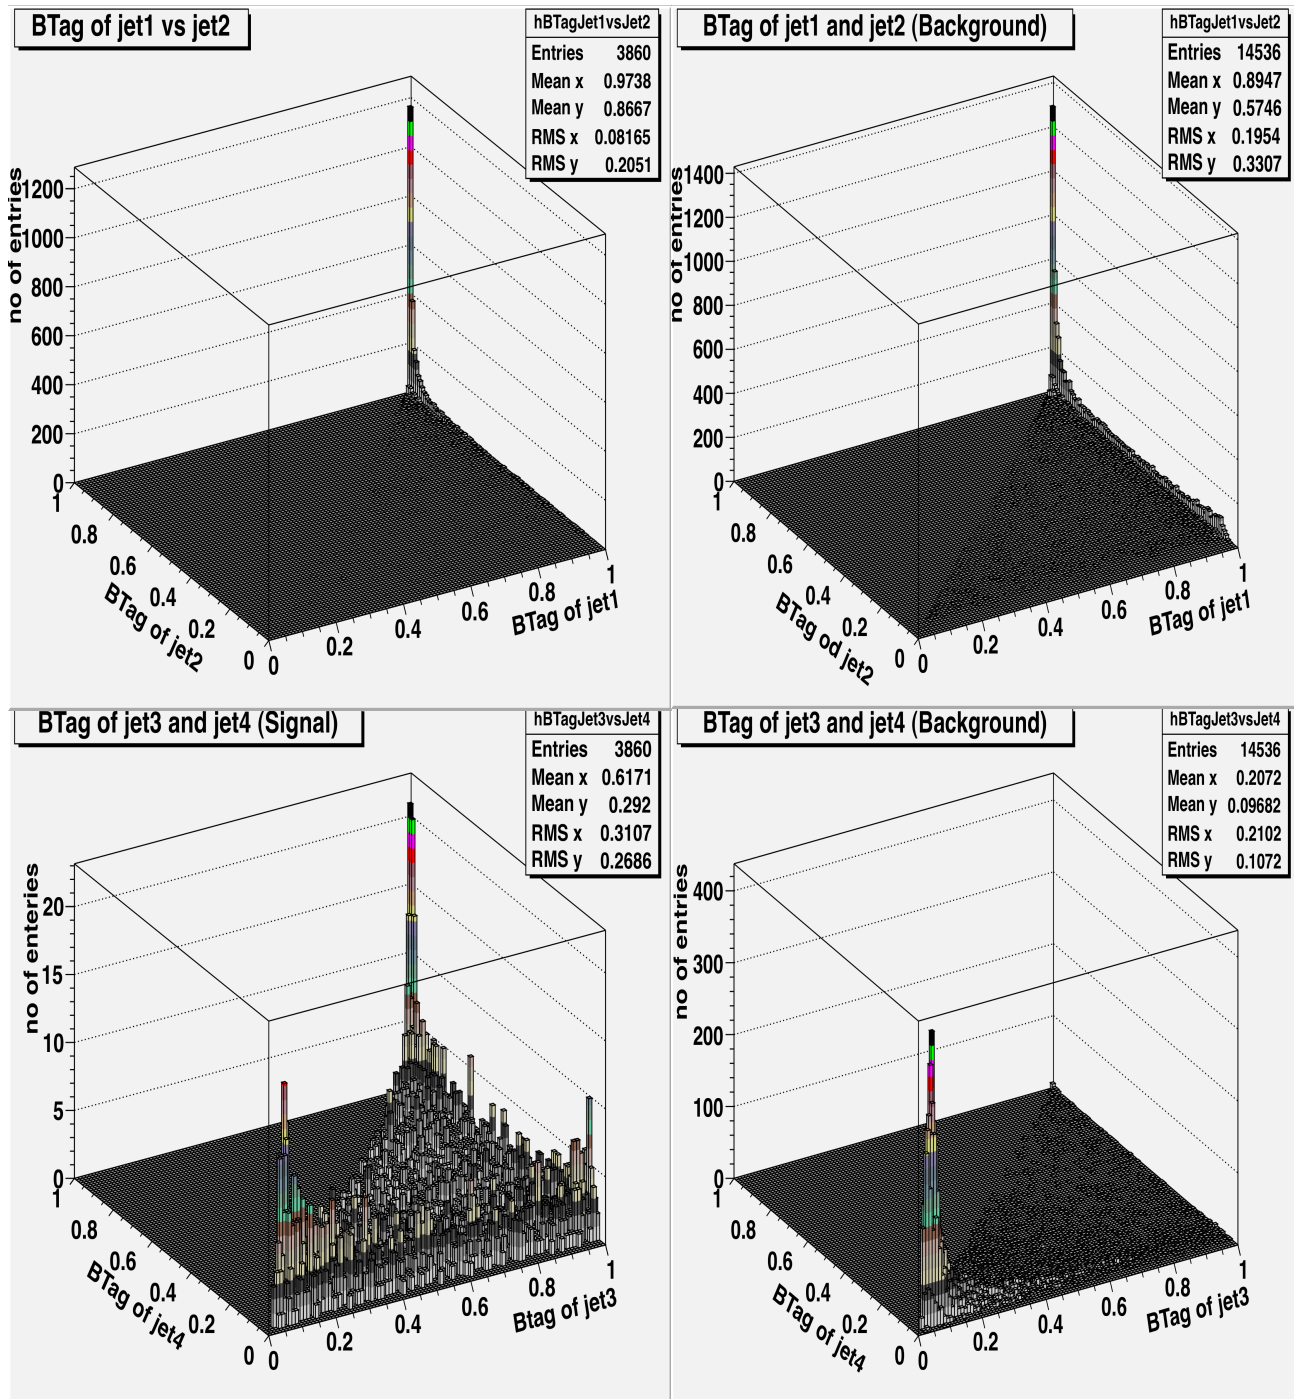 BTag of jet1 vs jet2
hBTagJet1vsJet2
Entries 3860
Mean x 0.9738
Mean y 0.8667
RMS x 0.08165
RMS y 0.2051
no of entries
1200
1000
800
600
400
200
0
1
0.8
0.6
0.4
0.2
0
BTag of jet2
0
0.2
0.4
0.6
0.8
1
BTag of jet1
BTag of jet1 and jet2 (Background)
hBTagJet1vsJet2
Entries 14536
Mean x 0.8947
Mean y 0.5746
RMS x 0.1954
RMS y 0.3307
no of entries
1400
1200
1000
800
600
400
200
0
1
0.8
0.6
0.4
0.2
0
BTag od jet2
0
0.2
0.4
0.6
0.8
1
BTag of jet1
BTag of jet3 and jet4 (Signal)
hBTagJet3vsJet4
Entries 3860
Mean x 0.6171
Mean y 0.292
RMS x 0.3107
RMS y 0.2686
no of enteries
20
15
10
5
0
1
0.8
0.6
0.4
0.2
0
BTag of jet4
0
0.2
0.4
0.6
0.8
1
Btag of jet3
BTag of jet3 and jet4 (Background)
hBTagJet3vsJet4
Entries 14536
Mean x 0.2072
Mean y 0.09682
RMS x 0.2102
RMS y 0.1072
no of entries
400
300
200
100
0
1
0.8
0.6
0.4
0.2
0
BTag of jet4
0
0.2
0.4
0.6
0.8
1
BTag of jet3